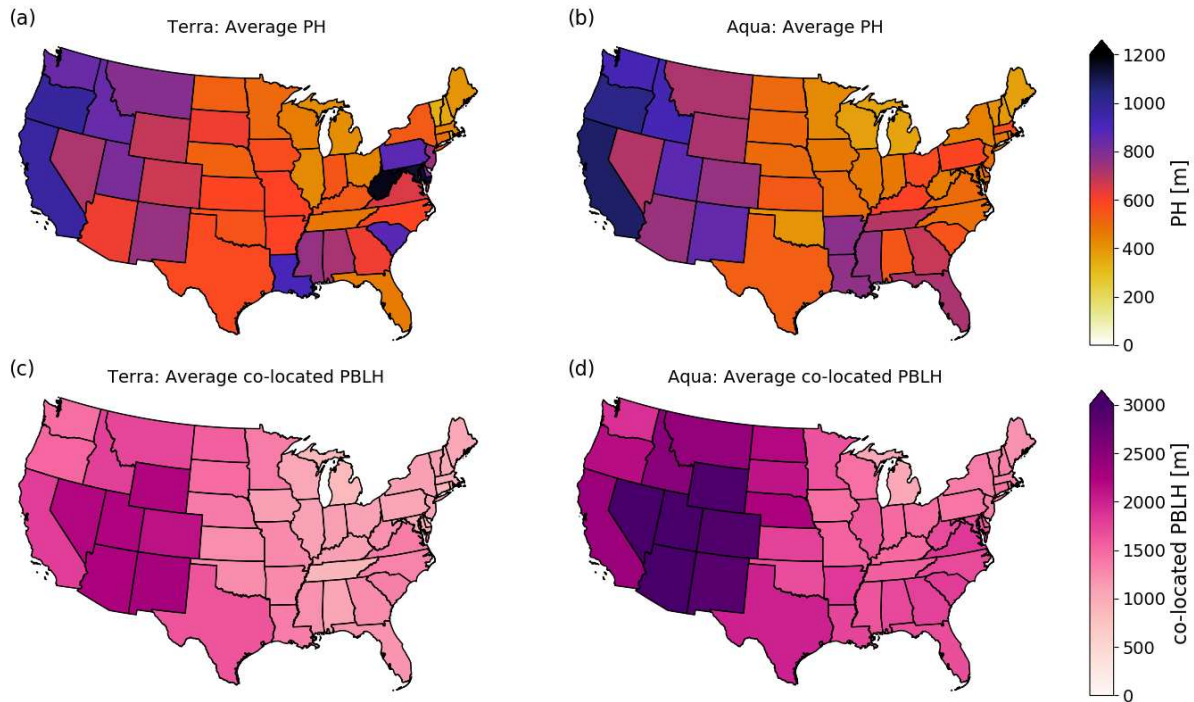 (a)
Terra: Average PH
(b)
Aqua: Average PH
1200
1000
800
600
400
200
0
PH [m]
(c)
Terra: Average co-located PBLH
(d)
Aqua: Average co-located PBLH
3000
2500
2000
1500
1000
500
0
co-located PBLH [m]